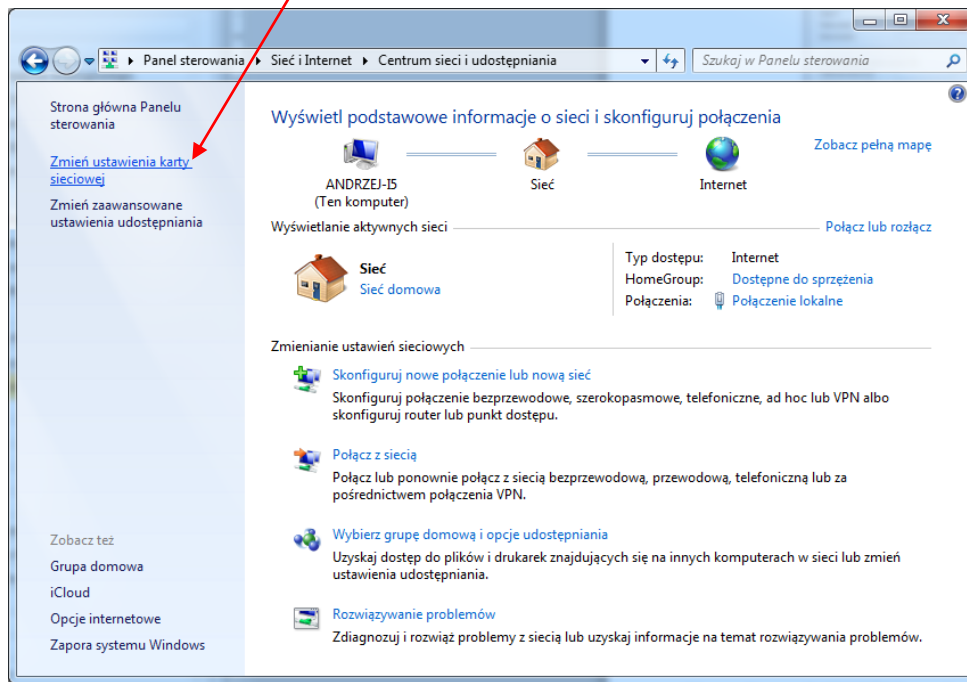 Panel sterowania ▸ Sieć i Internet ▸ Centrum sieci i udostępniania
Szukaj w Panelu sterowania
Strona główna Panelu
sterowania
Zmień ustawienia karty
sieciowej
Zmień zaawansowane
ustawienia udostępniania
Wyświetl podstawowe informacje o sieci i skonfiguruj połączenia
Zobacz pełną mapę
ANDRZEJ-I5
(Ten komputer)
Sieć
Internet
Wyświetlanie aktywnych sieci
Połącz lub rozłącz
Sieć
Sieć domowa
Typ dostępu: Internet
HomeGroup: Dostępne do sprzężenia
Połączenia: Połączenie lokalne
Zmienianie ustawień sieciowych
Skonfiguruj nowe połączenie lub nową sieć
Skonfiguruj połączenie bezprzewodowe, szerokopasmowe, telefoniczne, ad hoc lub VPN albo
skonfiguruj router lub punkt dostępu.
Połącz z siecią
Połącz lub ponownie połącz z siecią bezprzewodową, przewodową, telefoniczną lub za
pośrednictwem połączenia VPN.
Wybierz grupę domową i opcje udostępniania
Uzyskaj dostęp do plików i drukarek znajdujących się na innych komputerach w sieci lub zmień
ustawienia udostępniania.
Rozwiązywanie problemów
Zdiagnozuj i rozwiąż problemy z siecią lub uzyskaj informacje na temat rozwiązywania problemów.
Zobacz też
Grupa domowa
iCloud
Opcje internetowe
Zapora systemu Windows